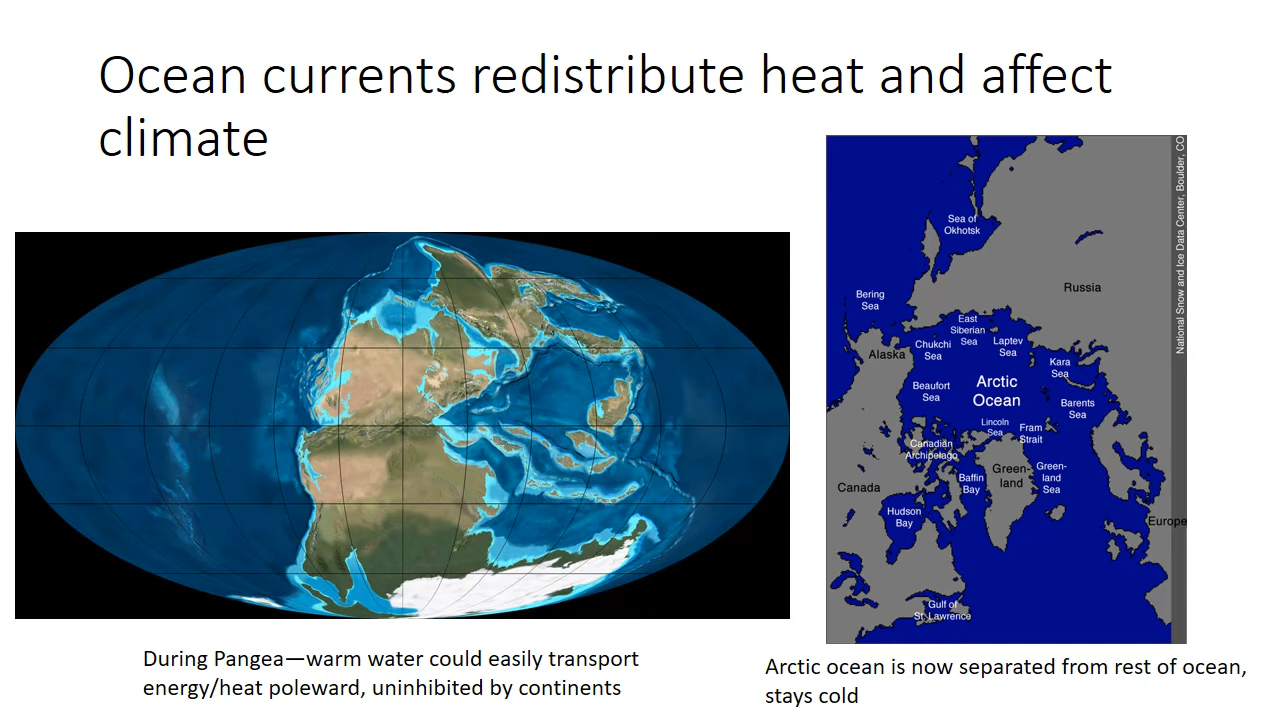 Ocean currents redistribute heat and affect
climate
National Snow and Ice Data Center, Boulder, CO
Sea of
Okhotsk
Russia
Bering
Sea
East
Siberian
Sea
Laptev
Sea
Chukchi
Sea
Alaska
Kara
Sea
Beaufort
Sea
Arctic
Ocean
Barents
Sea
Lincoln
Sea
Fram
Strait
Canadian
Archipelago
Green-
land
Green-
land
Sea
Baffin
Bay
Canada
Hudson
Bay
Europe
Gulf of
St. Lawrence
During Pangea—warm water could easily transport
energy/heat poleward, uninhibited by continents
Arctic ocean is now separated from rest of ocean,
stays cold